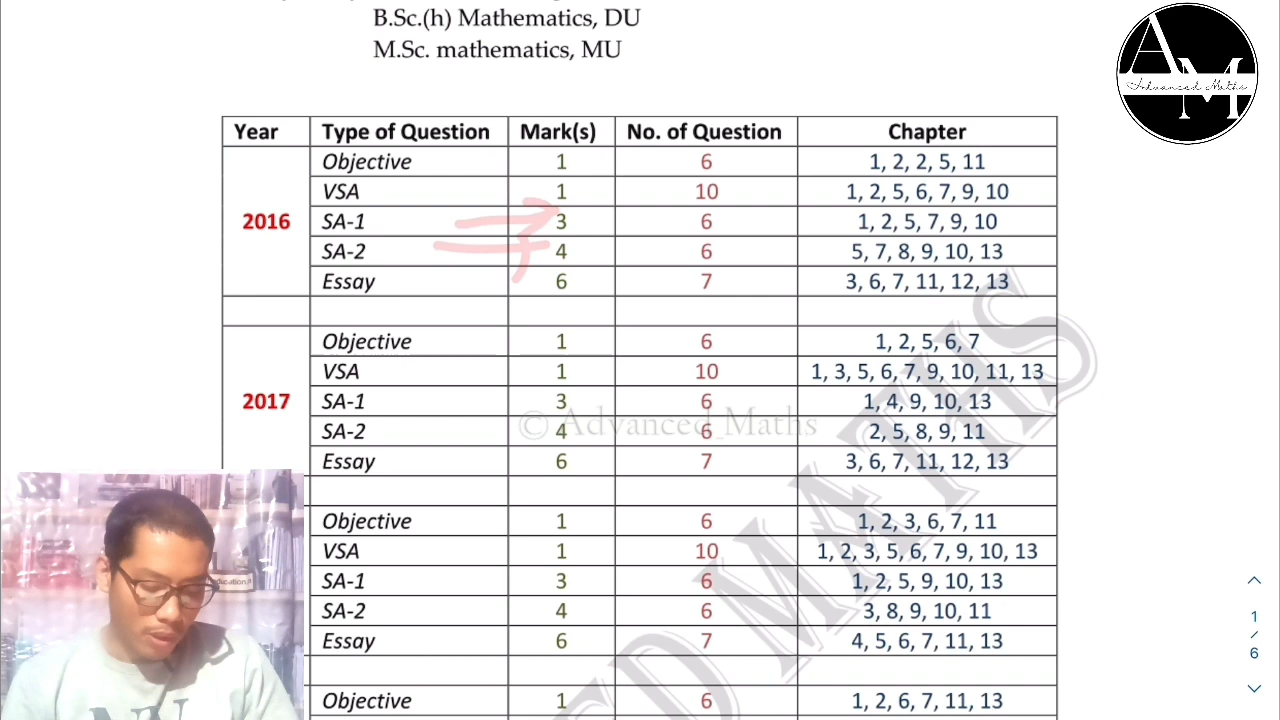 B.Sc.(h) Mathematics, DU
M.Sc. mathematics, MU
AM
Advanced Maths
Year Type of Question Mark(s) No. of Question Chapter
2016
Objective 1 6 1, 2, 2, 5, 11
VSA 1 10 1, 2, 5, 6, 7, 9, 10
SA-1 3 6 1, 2, 5, 7, 9, 10
SA-2 4 6 5, 7, 8, 9, 10, 13
Essay 6 7 3, 6, 7, 11, 12, 13
2017
Objective 1 6 1, 2, 5, 6, 7
VSA 1 10 1, 3, 5, 6, 7, 9, 10, 11, 13
SA-1 3 6 1, 4, 9, 10, 13
© Advanced_Maths
SA-2 4 6 2, 5, 8, 9, 11
Essay 6 7 3, 6, 7, 11, 12, 13
Objective 1 6 1, 2, 3, 6, 7, 11
VSA 1 10 1, 2, 3, 5, 6, 7, 9, 10, 13
SA-1 3 6 1, 2, 5, 9, 10, 13
SA-2 4 6 3, 8, 9, 10, 11
Essay 6 7 4, 5, 6, 7, 11, 13
Objective 1 6 1, 2, 6, 7, 11, 13
ED MATHS
1
/
6